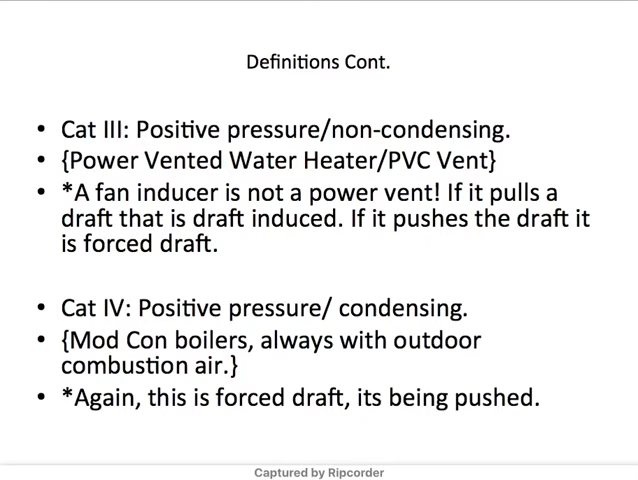 Definitions Cont.
• Cat III: Positive pressure/non-condensing.
• {Power Vented Water Heater/PVC Vent}
• *A fan inducer is not a power vent! If it pulls a
draft that is draft induced. If it pushes the draft it
is forced draft.
• Cat IV: Positive pressure/ condensing.
• {Mod Con boilers, always with outdoor
combustion air.}
• *Again, this is forced draft, its being pushed.
Captured by Ripcorder